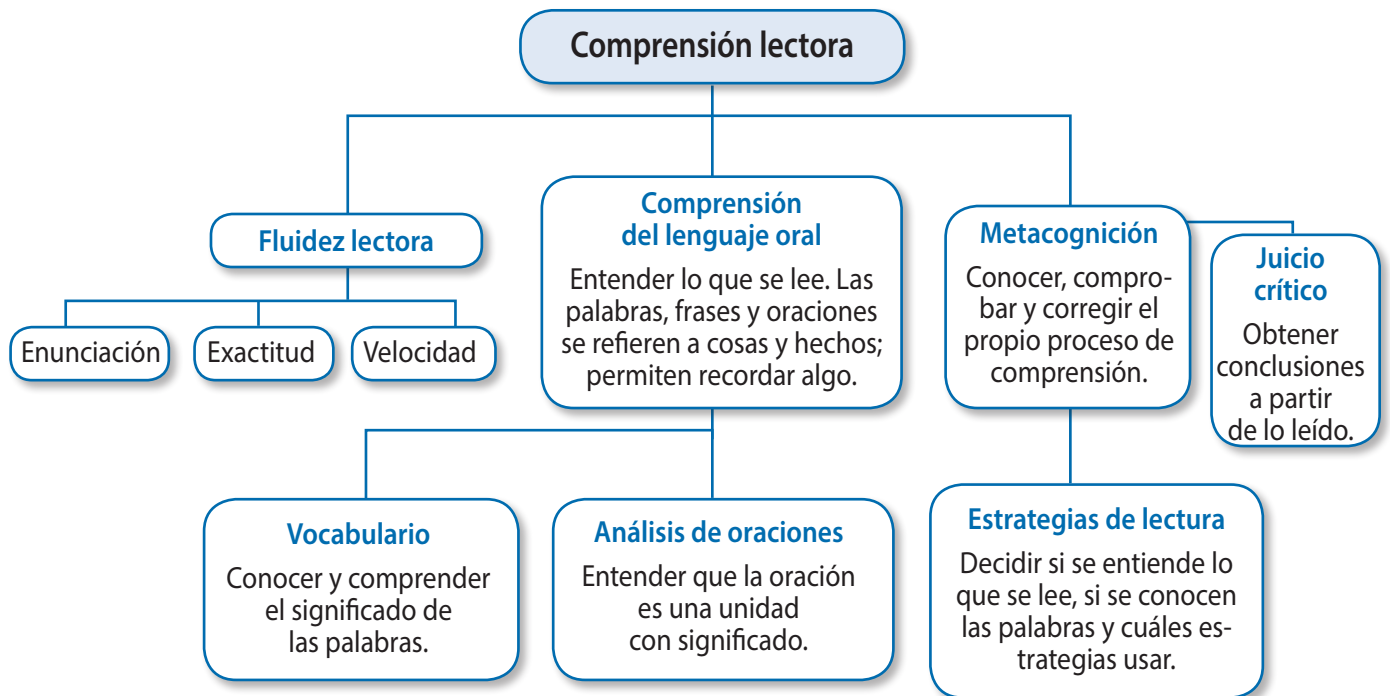 Comprensión lectora
Fluidez lectora
Enunciación
Exactitud
Velocidad
Comprensión
del lenguaje oral
Entender lo que se lee. Las
palabras, frases y oraciones
se refieren a cosas y hechos;
permiten recordar algo.
Metacognición
Conocer, compro-
bar y corregir el
propio proceso de
comprensión.
Juicio
crítico
Obtener
conclusiones
a partir
de lo leído.
Vocabulario
Conocer y comprender
el significado de
las palabras.
Análisis de oraciones
Entender que la oración
es una unidad
con significado.
Estrategias de lectura
Decidir si se entiende lo
que se lee, si se conocen
las palabras y cuáles es-
trategias usar.